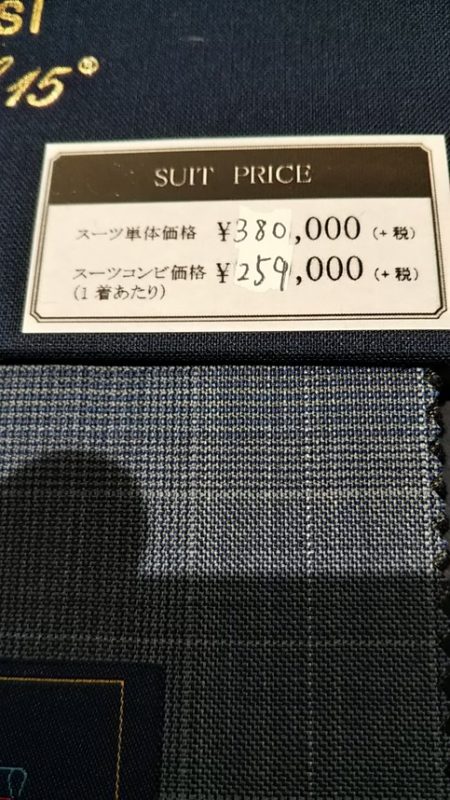 15®
SUIT PRICE
スーツ単体価格 ¥380,000 (+税)
スーツコンビ価格 ¥259,000 (+税)
(1着あたり)